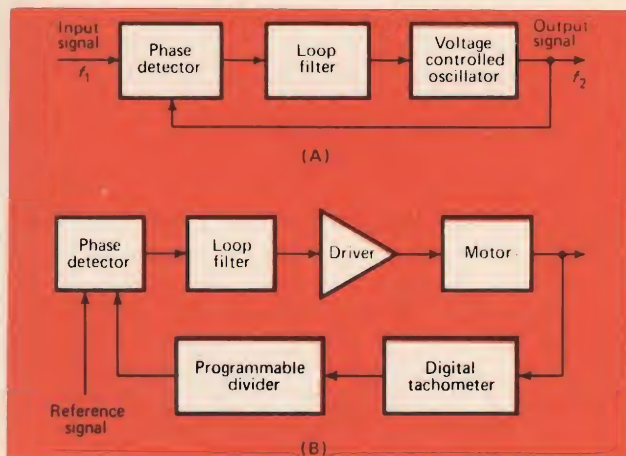 Input
signal
f1
Phase
detector
Loop
filter
Voltage
controlled
oscillator
Output
signal
f2
(A)
Phase
detector
Loop
filter
Driver
Motor
Programmable
divider
Digital
tachometer
Reference
signal
(B)